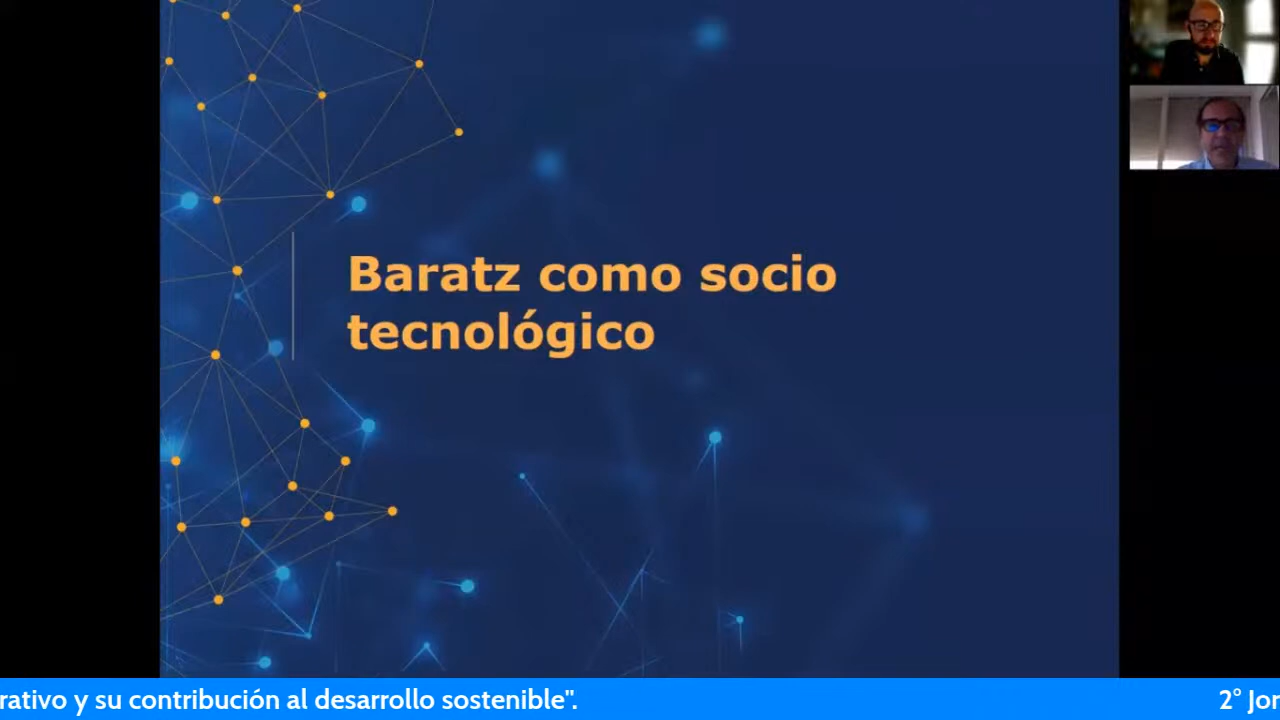 Baratz como socio
tecnológico
rativo y su contribución al desarrollo sostenible".
2° Jor